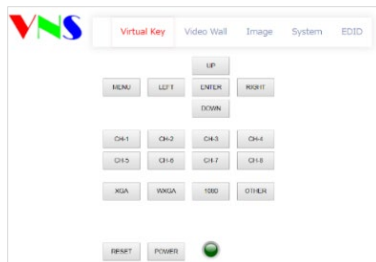 VNS
Virtual Key Video Wall Image System EDID
UP
MENU LEFT ENTER RIGHT
DOWN
CH-1 CH-2 CH-3 CH-4
CH-5 CH-6 CH-7 CH-8
XGA WXGA 1080 OTHER
RESET POWER